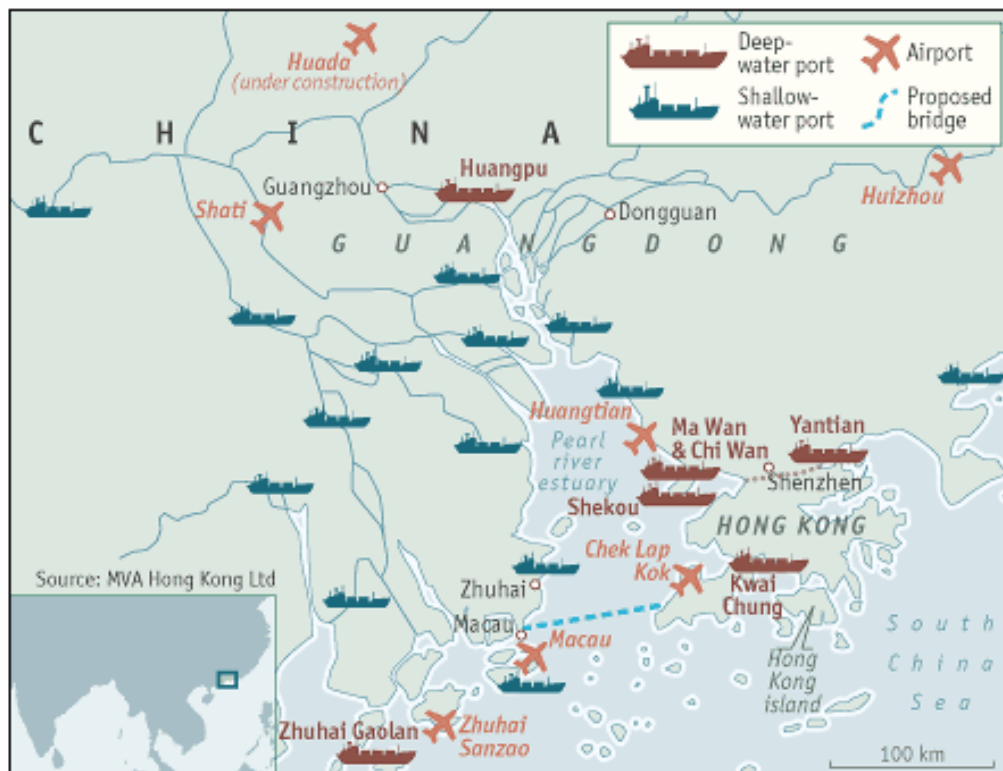 Huada
(under construction)
Deep-
water port
Airport
Shallow-
water port
Proposed
bridge
C H I N A
Huangpu
Guangzhou
Shati
Dongguan
Huizhou
G U A N G D O N G
Huangtian
Pearl
river
estuary
Ma Wan
& Chi Wan
Yantian
Shenzhen
Shekou
HONG KONG
Chek Lap
Kok
Kwai
Chung
Source: MVA Hong Kong Ltd
Zhuhai
Macau
Macau
Hong
Kong
island
South
China
Sea
Zhuhai Gaolan
Zhuhai
Sanzao
100 km